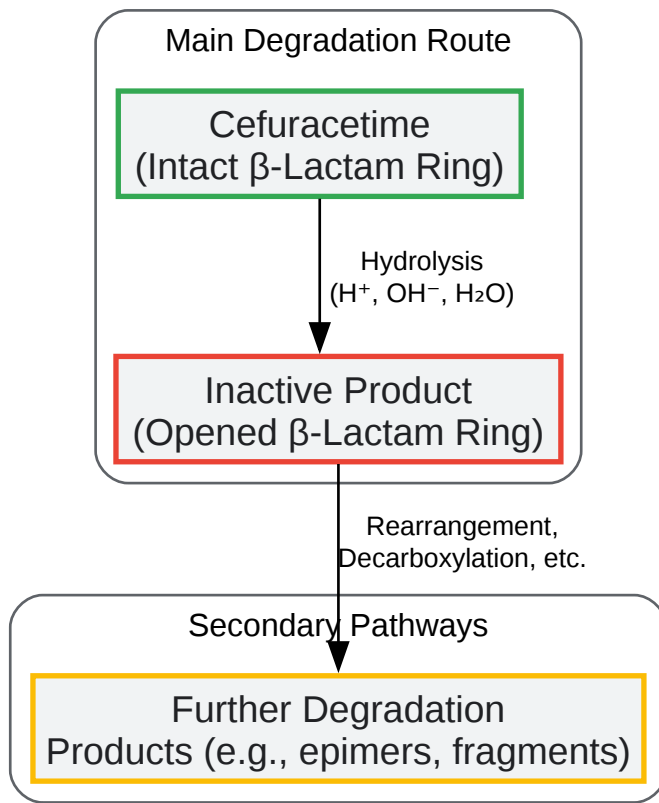 Main Degradation Route
Cefuracetime
(Intact β-Lactam Ring)
Hydrolysis
(H⁺, OH⁻, H₂O)
Inactive Product
(Opened β-Lactam Ring)
Rearrangement,
Decarboxylation, etc.
Secondary Pathways
Further Degradation
Products (e.g., epimers, fragments)